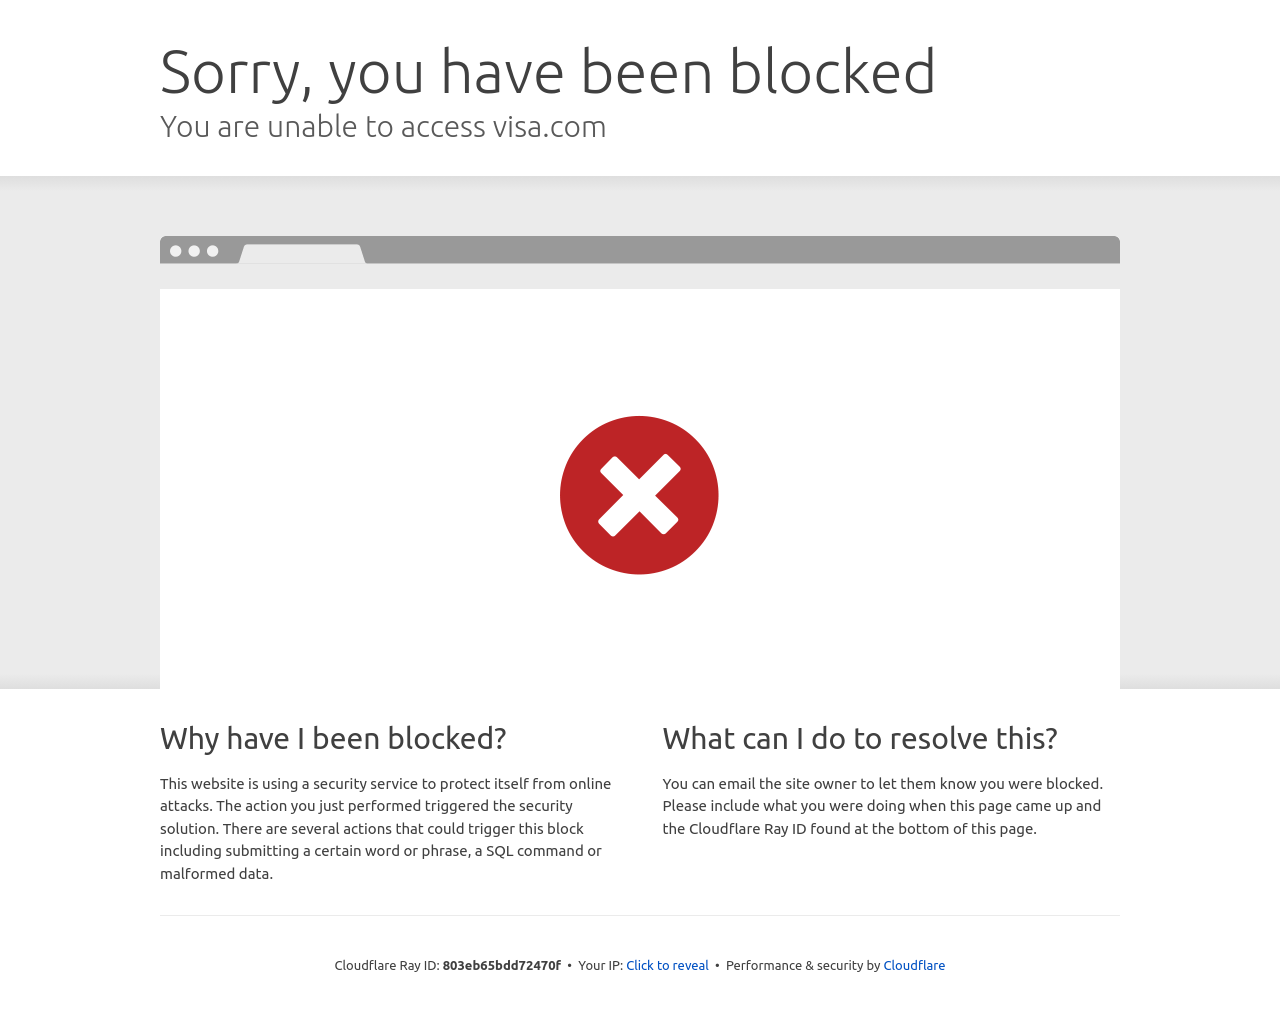 Sorry, you have been blocked
You are unable to access visa.com
Why have I been blocked?
This website is using a security service to protect itself from online
attacks. The action you just performed triggered the security
solution. There are several actions that could trigger this block
including submitting a certain word or phrase, a SQL command or
malformed data.
What can I do to resolve this?
You can email the site owner to let them know you were blocked.
Please include what you were doing when this page came up and
the Cloudflare Ray ID found at the bottom of this page.
Cloudflare Ray ID: 803eb65bdd72470f • Your IP: Click to reveal • Performance & security by Cloudflare